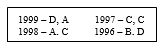 1999 – D, A 1997 – C, C
1998 – A. C 1996 – B. D